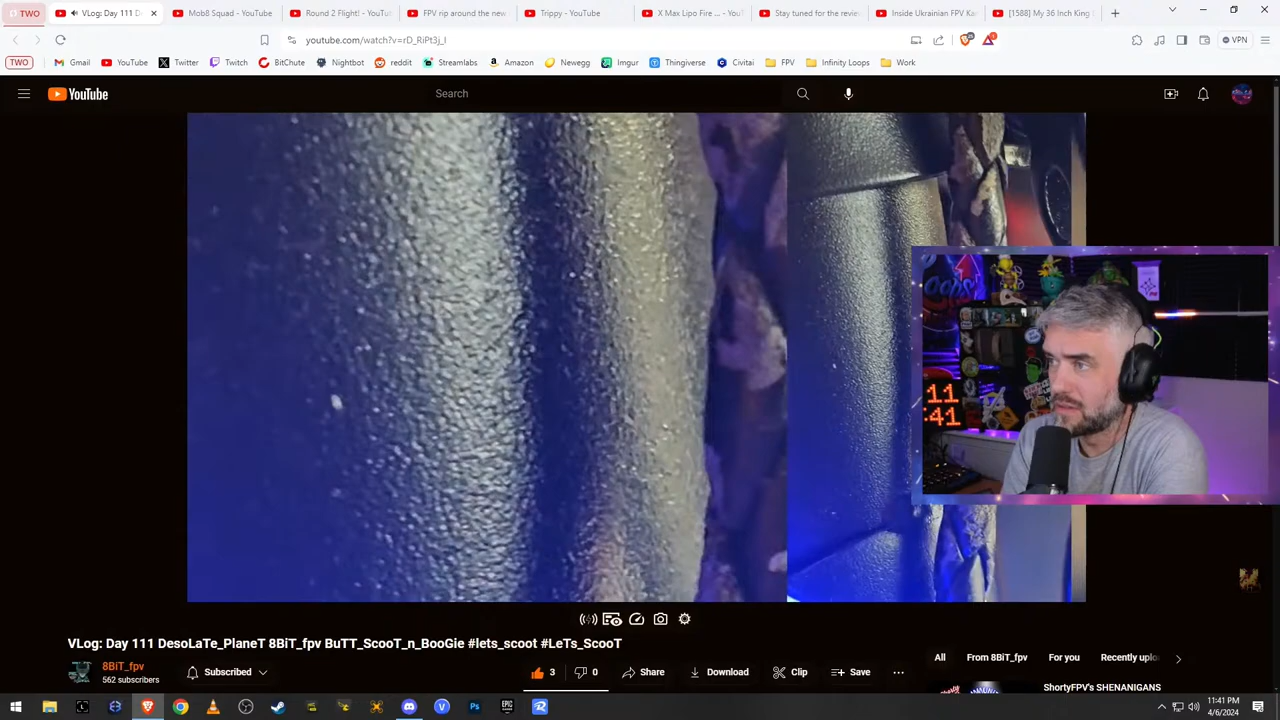 TWO
VLog: Day 111 D
Mob8 Squad - YouTube
Round 2 Flight! - YouTu
FPV rip around the new
Trippy - YouTube
X Max Lipo Fire ... - YouT
Stay tuned for the review
Inside Ukrainian FPV Ka
[1588] My 36 Inch King
youtube.com/watch?v=rD_RiPt3j_I
VPN
TWO
Gmail
YouTube
Twitter
Twitch
BitChute
Nightbot
reddit
Streamlabs
Amazon
Newegg
Imgur
Thingiverse
Civitai
FPV
Infinity Loops
Work
YouTube
Search
11
:41
VLog: Day 111 DesoLaTe_PlaneT 8BiT_fpv BuTT_ScooT_n_BooGie #lets_scoot #LeTs_ScooT
8BiT_fpv
562 subscribers
Subscribed
3
0
Share
Download
Clip
Save
All
From 8BiT_fpv
For you
Recently uplo
ShortyFPV's SHENANIGANS
11:41 PM
4/6/2024